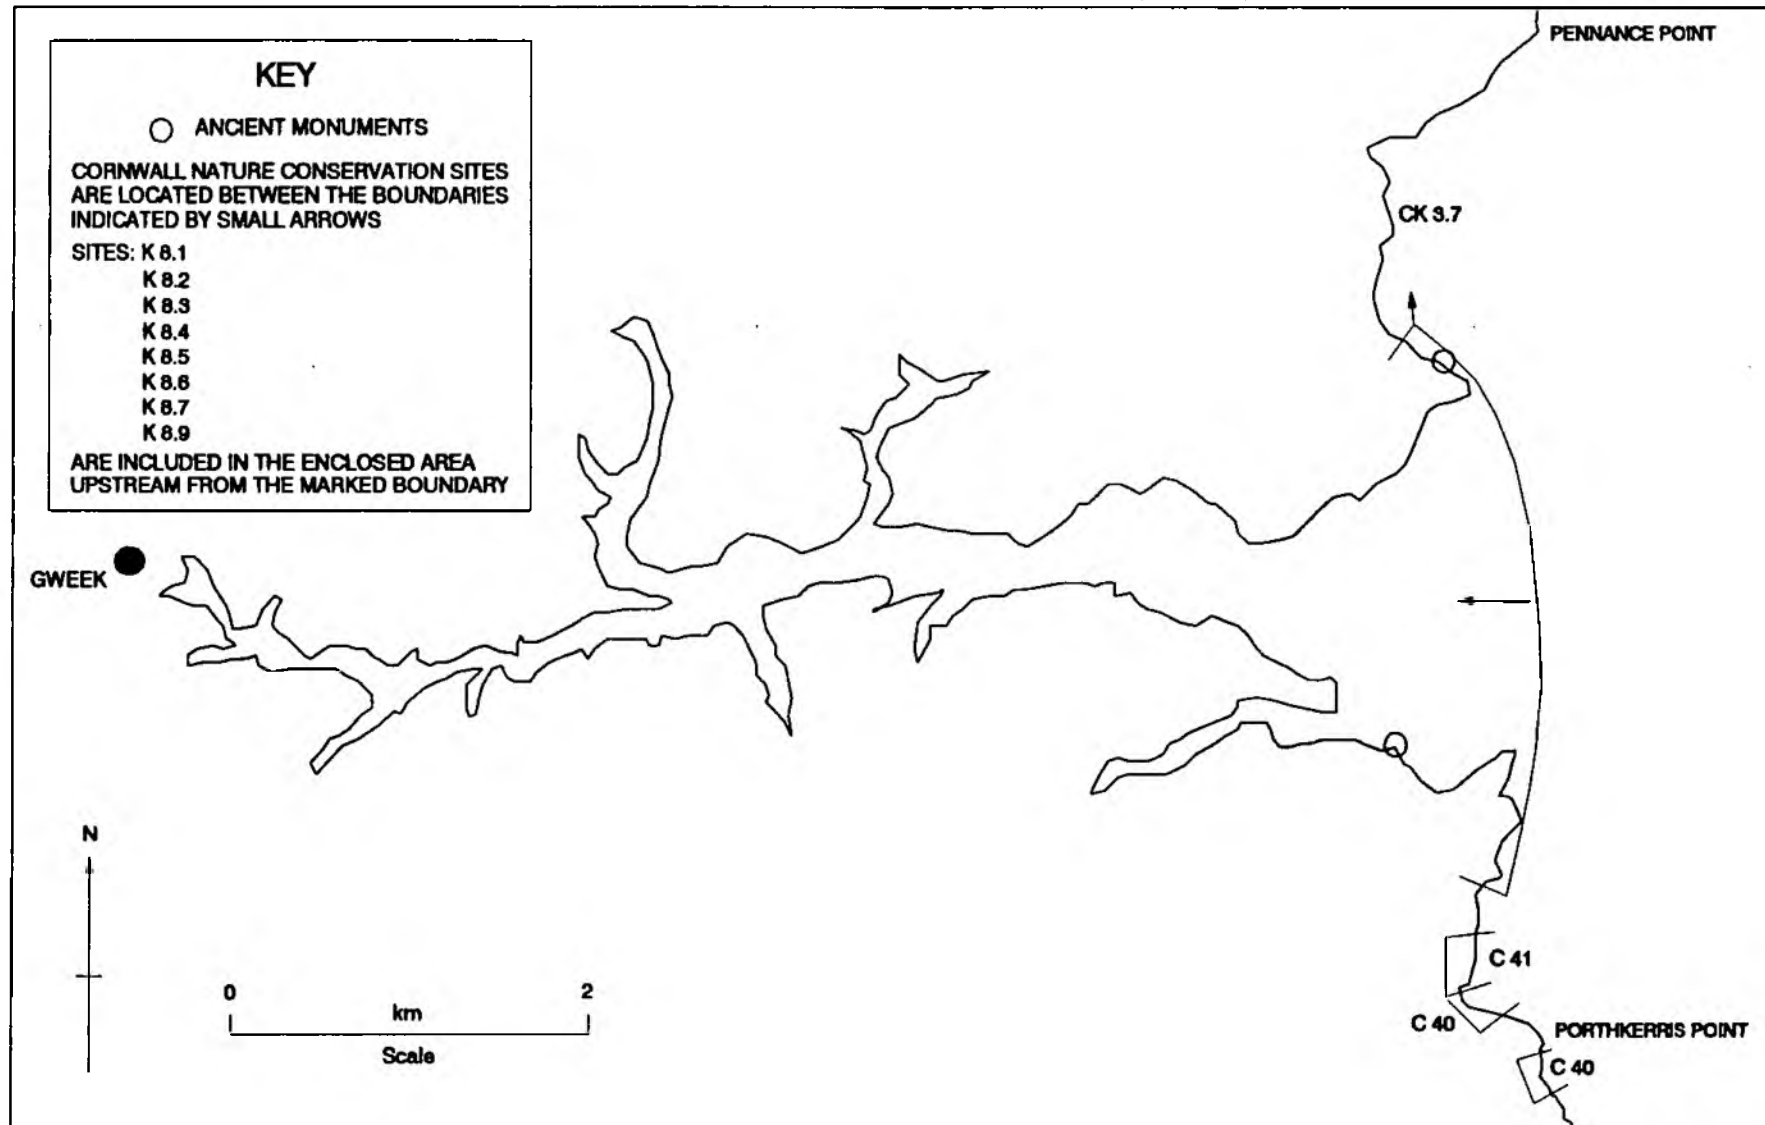 KEY
ANCIENT MONUMENTS
CORNWALL NATURE CONSERVATION SITES
ARE LOCATED BETWEEN THE BOUNDARIES
INDICATED BY SMALL ARROWS
SITES: K 8.1
K 8.2
K 8.3
K 8.4
K 8.5
K 8.6
K 8.7
K 8.9
ARE INCLUDED IN THE ENCLOSED AREA
UPSTREAM FROM THE MARKED BOUNDARY
PENNANCE POINT
CK 3.7
GWEEK
N
0 2
km
Scale
C 41
C 40
PORTHKERRIS POINT
C 40